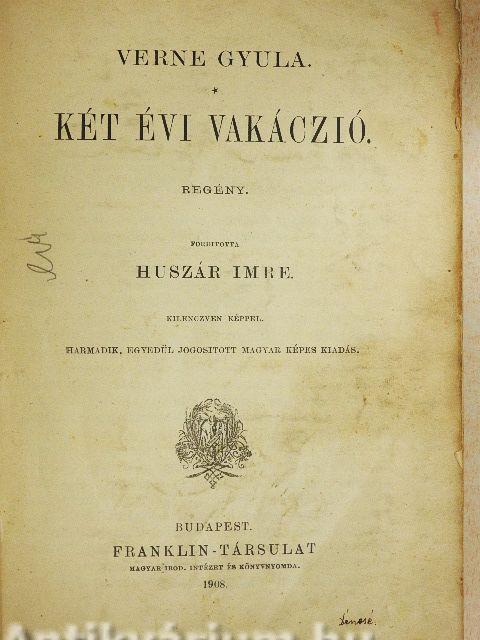 VERNE GYULA.
*
KÉT ÉVI VAKÁCZIÓ.
REGÉNY.
FORDITOTTA
HUSZÁR IMRE.
KILENCZVEN KÉPPEL.
HARMADIK, EGYEDÜL JOGOSITOTT MAGYAR KÉPES KIADÁS.
BUDAPEST.
FRANKLIN-TÁRSULAT
MAGYAR IROD. INTÉZET ÉS KÖNYVNYOMDA.
1908.